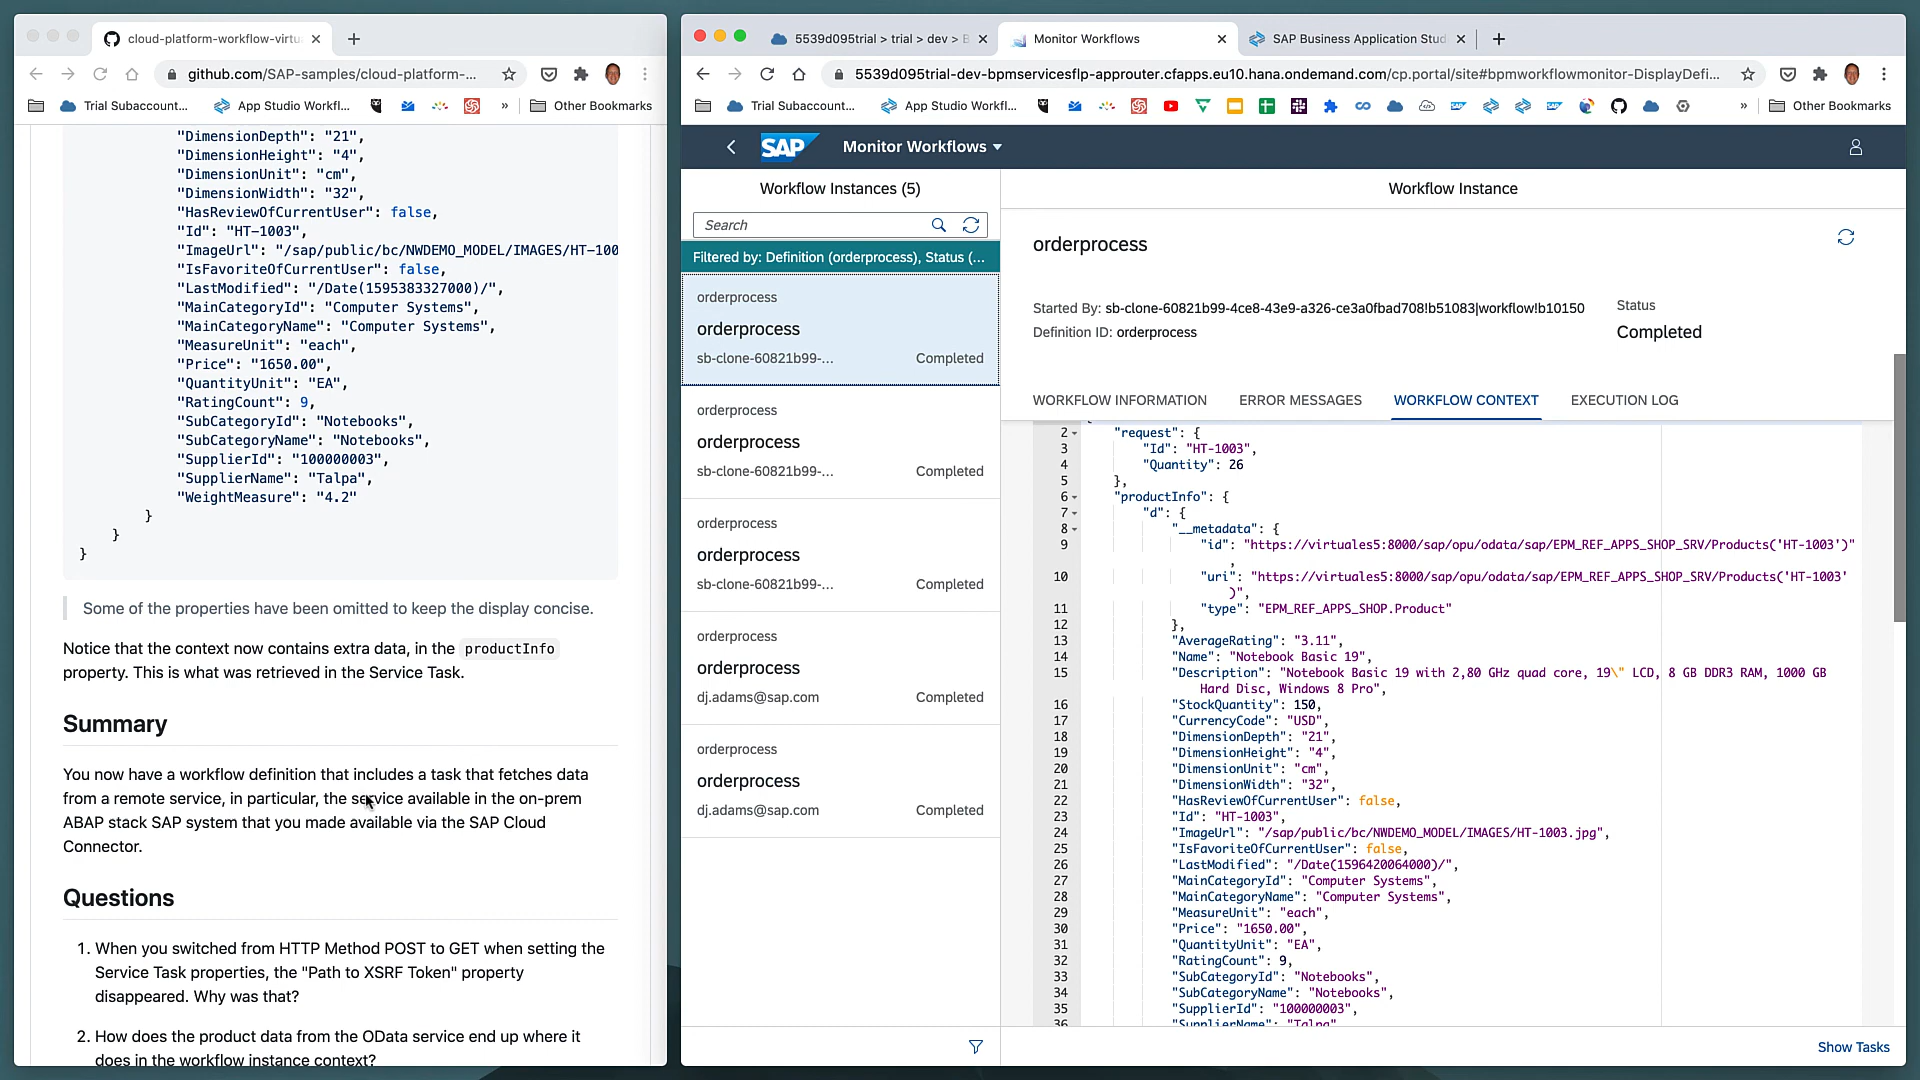 cloud-platform-workflow-virtu
github.com/SAP-samples/cloud-platform-...
Trial Subaccount...
App Studio Workfl...
»
Other Bookmarks
"DimensionDepth": "21",
"DimensionHeight": "4",
"DimensionUnit": "cm",
"DimensionWidth": "32",
"HasReviewOfCurrentUser": false,
"Id": "HT-1003",
"ImageUrl": "/sap/public/bc/NWDEMO_MODEL/IMAGES/HT-100
"IsFavoriteOfCurrentUser": false,
"LastModified": "/Date(1595383327000)/",
"MainCategoryId": "Computer Systems",
"MainCategoryName": "Computer Systems",
"MeasureUnit": "each",
"Price": "1650.00",
"QuantityUnit": "EA",
"RatingCount": 9,
"SubCategoryId": "Notebooks",
"SubCategoryName": "Notebooks",
"SupplierId": "100000003",
"SupplierName": "Talpa",
"WeightMeasure": "4.2"
}
}
}
Some of the properties have been omitted to keep the display concise.
Notice that the context now contains extra data, in the productInfo
property. This is what was retrieved in the Service Task.
Summary
You now have a workflow definition that includes a task that fetches data
from a remote service, in particular, the service available in the on-prem
ABAP stack SAP system that you made available via the SAP Cloud
Connector.
Questions
1. When you switched from HTTP Method POST to GET when setting the
Service Task properties, the "Path to XSRF Token" property
disappeared. Why was that?
2. How does the product data from the OData service end up where it
does in the workflow instance context?
5539d095trial > trial > dev > B
Monitor Workflows
SAP Business Application Stud
5539d095trial-dev-bpmservicesflp-approuter.cfapps.eu10.hana.ondemand.com/cp.portal/site#bpmworkflowmonitor-DisplayDefi...
Trial Subaccount...
App Studio Workfl...
»
Other Bookmarks
SAP
Monitor Workflows
Workflow Instances (5)
Search
Filtered by: Definition (orderprocess), Status (...
orderprocess
orderprocess
sb-clone-60821b99-...
Completed
orderprocess
orderprocess
sb-clone-60821b99-...
Completed
orderprocess
orderprocess
sb-clone-60821b99-...
Completed
orderprocess
orderprocess
dj.adams@sap.com
Completed
orderprocess
orderprocess
dj.adams@sap.com
Completed
Workflow Instance
orderprocess
Started By: sb-clone-60821b99-4ce8-43e9-a326-ce3a0fbad708!b51083|workflow!b10150
Definition ID: orderprocess
Status
Completed
WORKFLOW INFORMATION
ERROR MESSAGES
WORKFLOW CONTEXT
EXECUTION LOG
2 "request": {
3 "Id": "HT-1003",
4 "Quantity": 26
5 },
6 "productInfo": {
7 "d": {
8 "__metadata": {
9 "id": "https://virtuales5:8000/sap/opu/odata/sap/EPM_REF_APPS_SHOP_SRV/Products('HT-1003')"
,
10 "uri": "https://virtuales5:8000/sap/opu/odata/sap/EPM_REF_APPS_SHOP_SRV/Products('HT-1003'
)",
11 "type": "EPM_REF_APPS_SHOP.Product"
12 },
13 "AverageRating": "3.11",
14 "Name": "Notebook Basic 19",
15 "Description": "Notebook Basic 19 with 2,80 GHz quad core, 19\" LCD, 8 GB DDR3 RAM, 1000 GB
Hard Disc, Windows 8 Pro",
16 "StockQuantity": 150,
17 "CurrencyCode": "USD",
18 "DimensionDepth": "21",
19 "DimensionHeight": "4",
20 "DimensionUnit": "cm",
21 "DimensionWidth": "32",
22 "HasReviewOfCurrentUser": false,
23 "Id": "HT-1003",
24 "ImageUrl": "/sap/public/bc/NWDEMO_MODEL/IMAGES/HT-1003.jpg",
25 "IsFavoriteOfCurrentUser": false,
26 "LastModified": "/Date(1596420064000)/",
27 "MainCategoryId": "Computer Systems",
28 "MainCategoryName": "Computer Systems",
29 "MeasureUnit": "each",
30 "Price": "1650.00",
31 "QuantityUnit": "EA",
32 "RatingCount": 9,
33 "SubCategoryId": "Notebooks",
34 "SubCategoryName": "Notebooks",
35 "SupplierId": "100000003",
36 "SupplierName": "Talpa"
Show Tasks